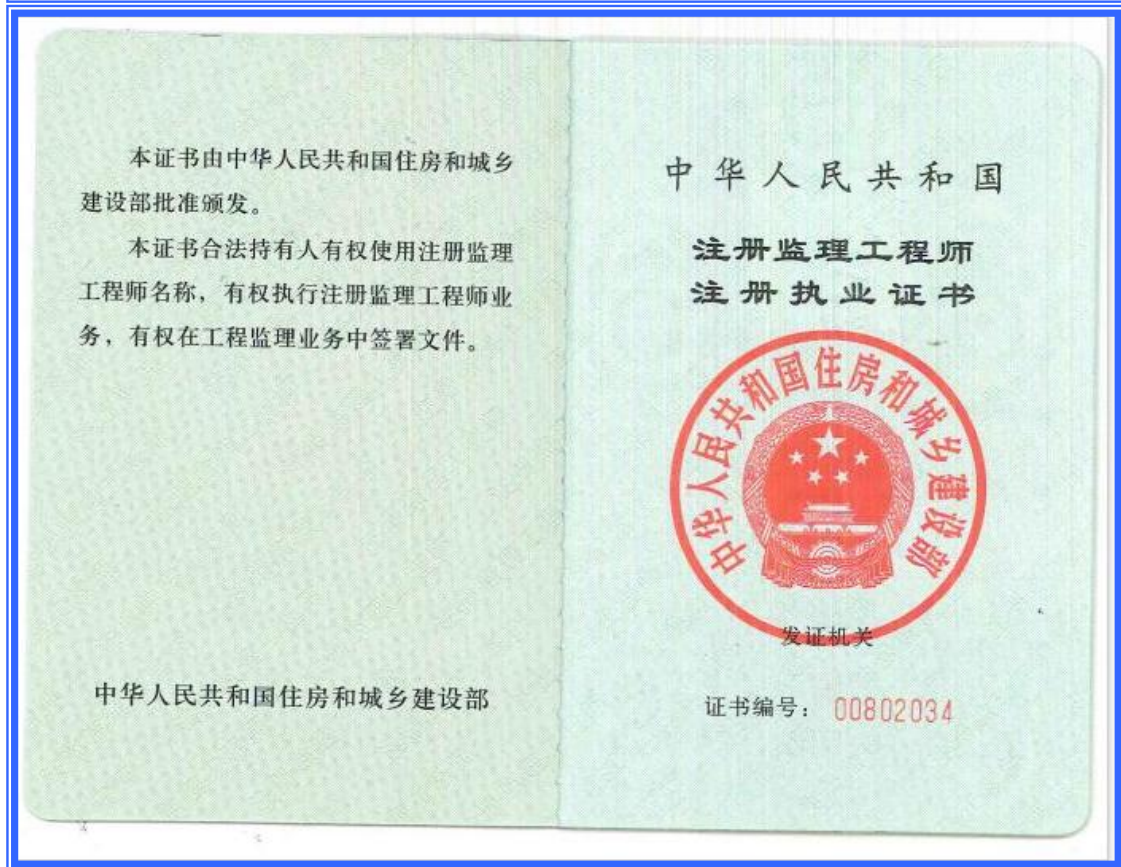 本证书由中华人民共和国住房和城乡
建设部批准颁发。
本证书合法持有人有权使用注册监理
工程师名称，有权执行注册监理工程师业
务，有权在工程监理业务中签署文件。
中华人民共和国住房和城乡建设部
中华人民共和国
注册监理工程师
注册执业证书
中华人民共和国住房和城乡建设部
发证机关
证书编号：00802034